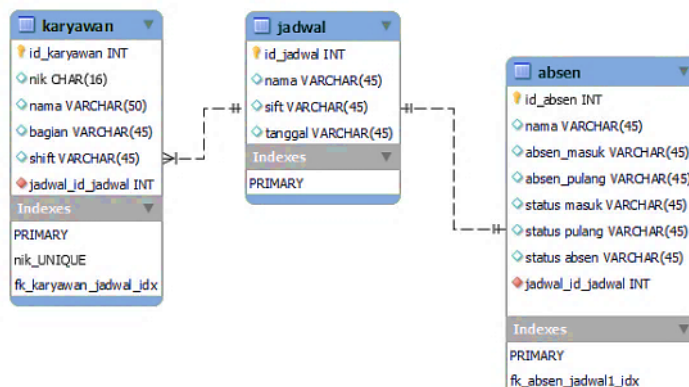 karyawan
id_karyawan INT
nik CHAR(16)
nama VARCHAR(50)
bagian VARCHAR(45)
shift VARCHAR(45)
jadwal_id_jadwal INT
Indexes
PRIMARY
nik_UNIQUE
fk_karyawan_jadwal_idx
jadwal
id_jadwal INT
nama VARCHAR(45)
sift VARCHAR(45)
tanggal VARCHAR(45)
Indexes
PRIMARY
absen
id_absen INT
nama VARCHAR(45)
absen_masuk VARCHAR(45)
absen_pulang VARCHAR(45)
status masuk VARCHAR(45)
status pulang VARCHAR(45)
status absen VARCHAR(45)
jadwal_id_jadwal INT
Indexes
PRIMARY
fk_absen_jadwal1_idx